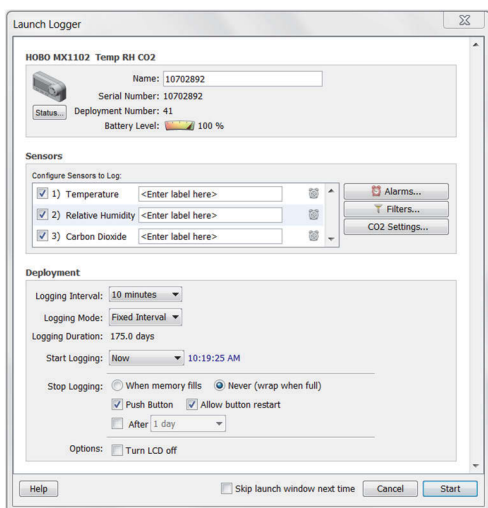 Launch Logger
HOBO MX1102 Temp RH CO2
Name: 10702892
Serial Number: 10702892
Status... Deployment Number: 41
Battery Level: 100 %
Sensors
Configure Sensors to Log:
1) Temperature <Enter label here> Alarms...
2) Relative Humidity <Enter label here> Filters...
3) Carbon Dioxide <Enter label here> CO2 Settings...
Deployment
Logging Interval: 10 minutes
Logging Mode: Fixed Interval
Logging Duration: 175.0 days
Start Logging: Now 10:19:25 AM
Stop Logging: When memory fills Never (wrap when full)
Push Button Allow button restart
After 1 day
Options: Turn LCD off
Help Skip launch window next time Cancel Start